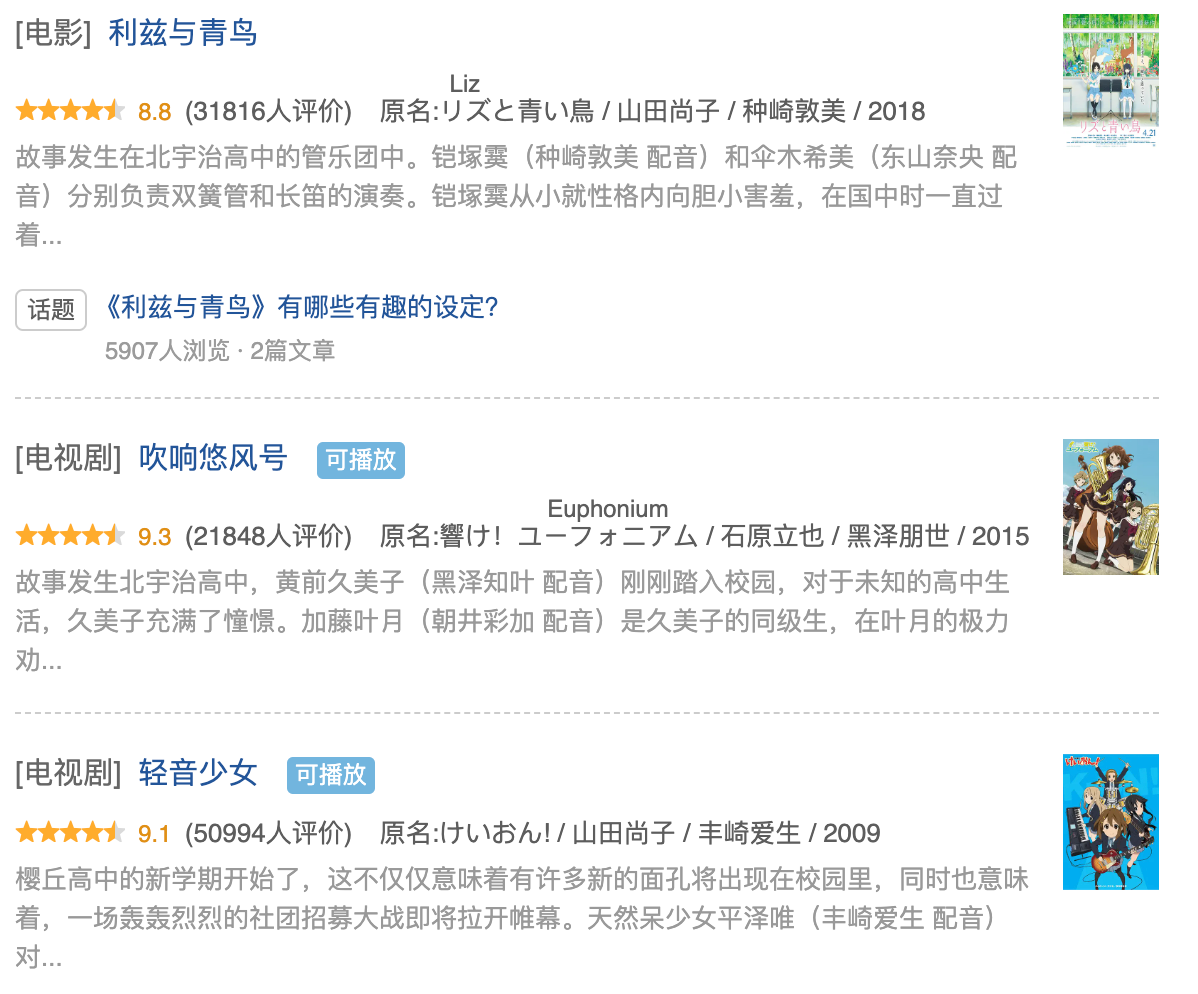 [电影] 利兹与青鸟
Liz
8.8 (31816人评价) 原名:リズと青い鳥 / 山田尚子 / 种崎敦美 / 2018
故事发生在北宇治高中的管乐团中。铠塚霙（种崎敦美 配音）和伞木希美（东山奈央 配
音）分别负责双簧管和长笛的演奏。铠塚霙从小就性格内向胆小害羞，在国中时一直过
着...
リズと青い鳥
4.21
话题 《利兹与青鸟》有哪些有趣的设定?
5907人浏览 · 2篇文章
[电视剧] 吹响悠风号 可播放
Euphonium
9.3 (21848人评价) 原名:響け！ユーフォニアム / 石原立也 / 黑泽朋世 / 2015
故事发生北宇治高中，黄前久美子（黑泽知叶 配音）刚刚踏入校园，对于未知的高中生
活，久美子充满了憧憬。加藤叶月（朝井彩加 配音）是久美子的同级生，在叶月的极力
劝...
[电视剧] 轻音少女 可播放
9.1 (50994人评价) 原名:けいおん! / 山田尚子 / 丰崎爱生 / 2009
樱丘高中的新学期开始了，这不仅仅意味着有许多新的面孔将出现在校园里，同时也意味
着，一场轰轰烈烈的社团招募大战即将拉开帷幕。天然呆少女平泽唯（丰崎爱生 配音）
对...
けいおん!